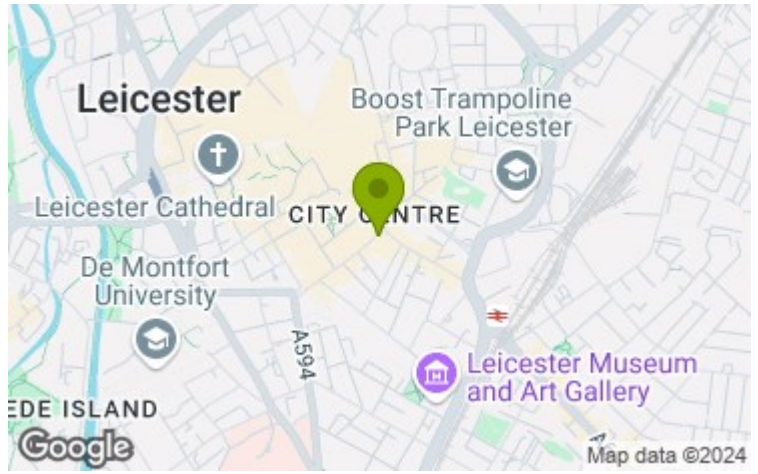 Leicester
Boost Trampoline
Park Leicester
Leicester Cathedral
CITY CENTRE
De Montfort
University
A594
Leicester Museum
and Art Gallery
EDE ISLAND
Google
Map data ©2024